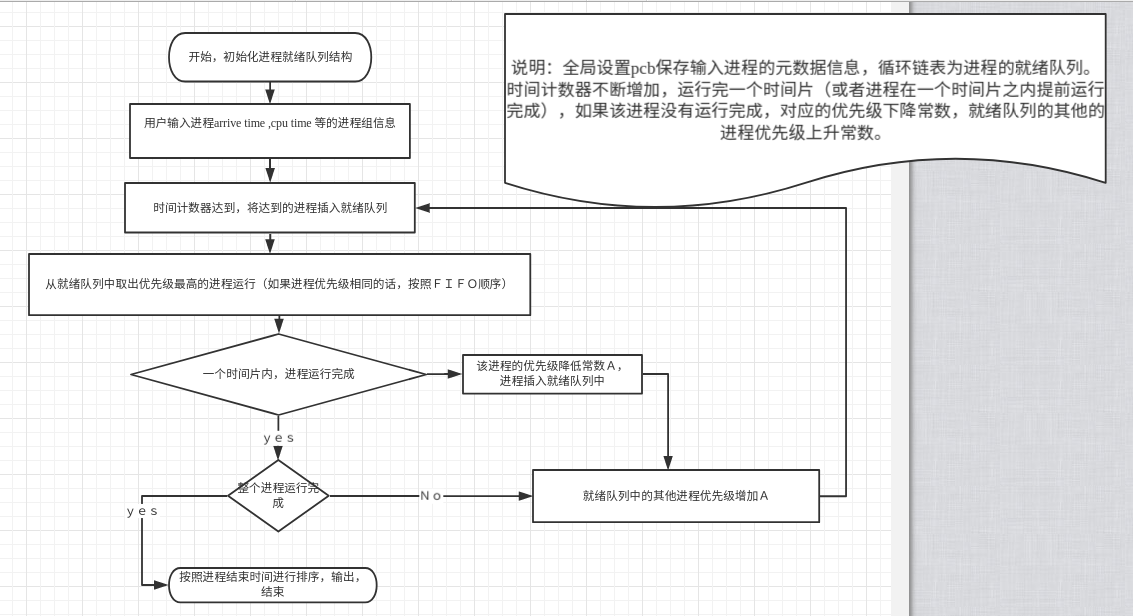 开始，初始化进程就绪队列结构
用户输入进程arrive time ,cpu time 等的进程组信息
时间计数器达到，将达到的进程插入就绪队列
从就绪队列中取出优先级最高的进程运行（如果进程优先级相同的话，按照ＦＩＦＯ顺序）
一个时间片内，进程运行完成
该进程的优先级降低常数Ａ，
进程插入就绪队列中
ｙｅｓ
整个进程运行完
成
Ｎｏ
就绪队列中的其他进程优先级增加Ａ
ｙｅｓ
按照进程结束时间进行排序，输出，
结束
说明：全局设置pcb保存输入进程的元数据信息，循环链表为进程的就绪队列。
时间计数器不断增加，运行完一个时间片（或者进程在一个时间片之内提前运行
完成），如果该进程没有运行完成，对应的优先级下降常数，就绪队列的其他的
进程优先级上升常数。